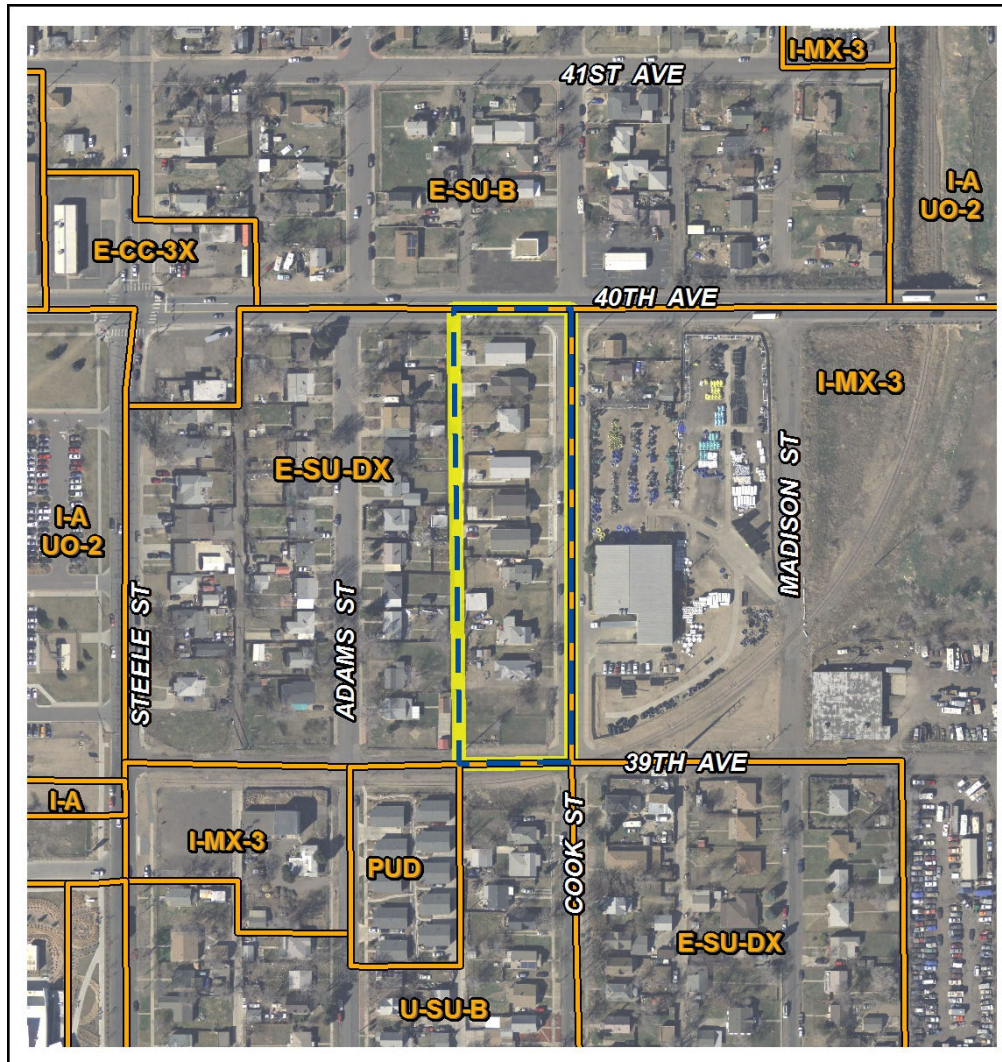 I-MX-3
41ST AVE
I-A
UO-2
E-SU-B
E-CC-3X
40TH AVE
I-MX-3
E-SU-DX
I-A
UO-2
MADISON ST
STEELE ST
ADAMS ST
39TH AVE
I-A
I-MX-3
PUD
COOK ST
E-SU-DX
U-SU-B